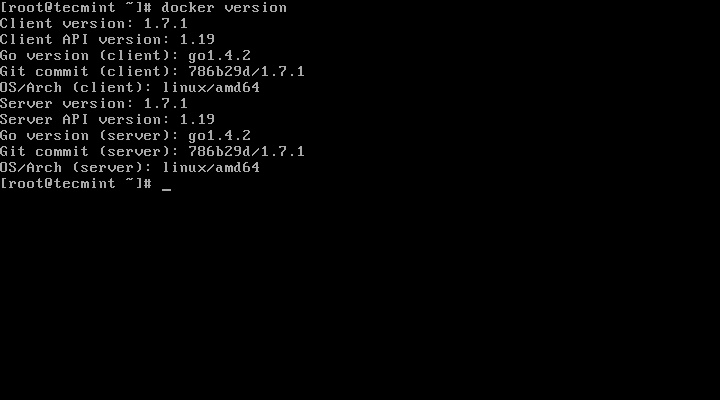 [root@tecmint ~]# docker version
Client version: 1.7.1
Client API version: 1.19
Go version (client): go1.4.2
Git commit (client): 786b29d/1.7.1
OS/Arch (client): linux/amd64
Server version: 1.7.1
Server API version: 1.19
Go version (server): go1.4.2
Git commit (server): 786b29d/1.7.1
OS/Arch (server): linux/amd64
[root@tecmint ~]# _